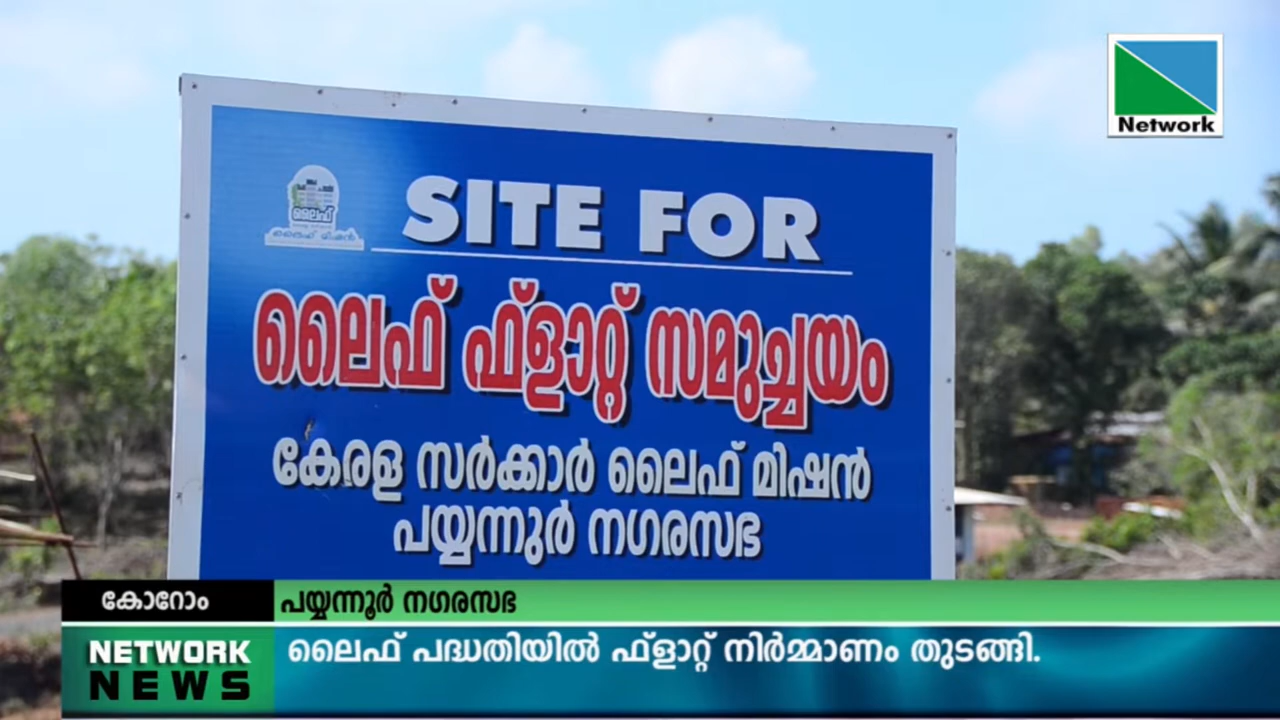 Network
SITE FOR
ലൈഫ്
ലൈഫ് മിഷൻ
ലൈഫ് ഫ്ളാറ്റ് സമുച്ചയം
കേരള സർക്കാർ ലൈഫ് മിഷൻ
പയ്യന്നുർ നഗരസഭ
കോറോം
പയ്യന്നൂർ നഗരസഭ
NETWORK
NEWS
ലൈഫ് പദ്ധതിയിൽ ഫ്ളാറ്റ് നിർമ്മാണം തുടങ്ങി.